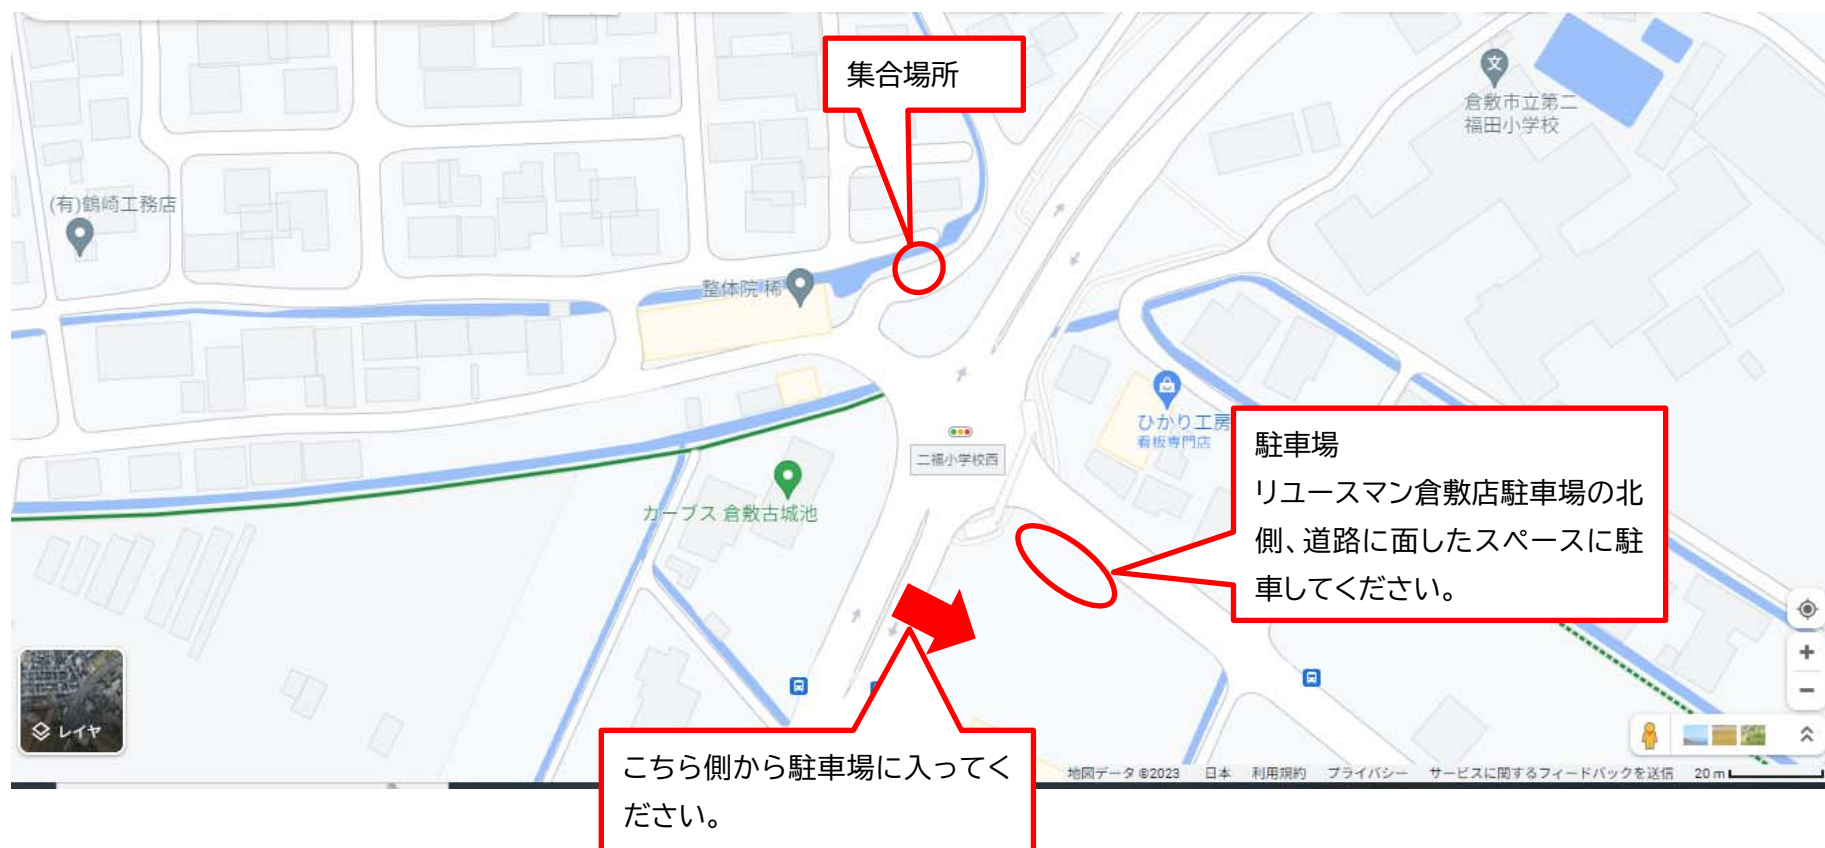 集合場所
文
倉敷市立第二
福田小学校
(有)鶴崎工務店
整体院 稀
ひかり工房
看板専門店
二福小学校西
カーブス 倉敷古城池
駐車場
リユースマン倉敷店駐車場の北
側、道路に面したスペースに駐
車してください。
レイヤ
こちら側から駐車場に入ってく
ださい。
地図データ ©2023 日本 利用規約 プライバシー サービスに関するフィードバックを送信 20 m